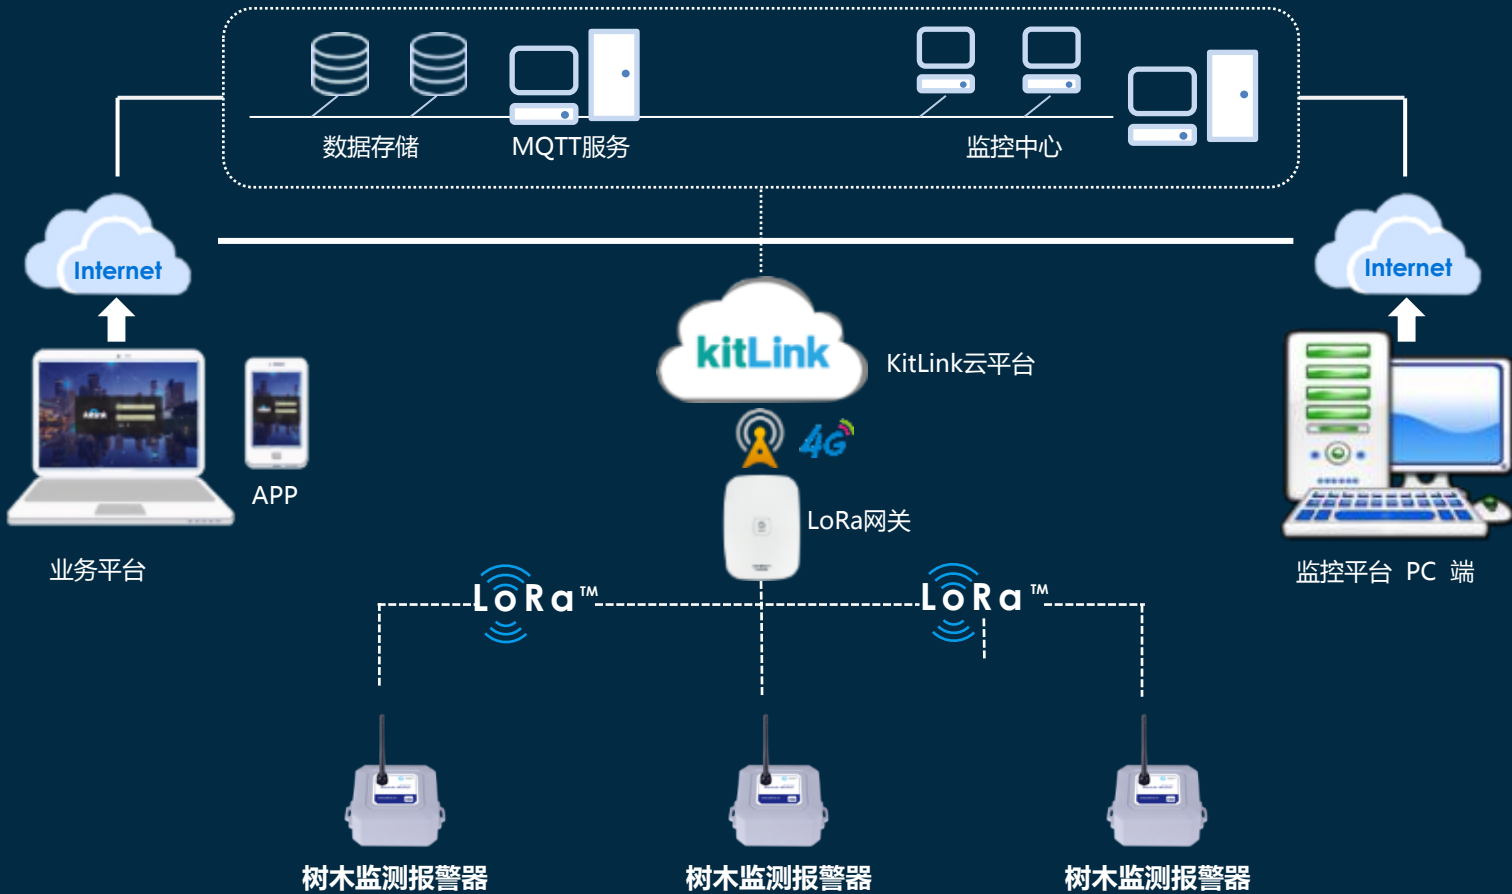 数据存储
MQTT服务
监控中心
Internet
Internet
kitLink
KitLink云平台
4G
APP
LoRa网关
业务平台
监控平台 PC 端
LoRa™
LoRa™
树木监测报警器
树木监测报警器
树木监测报警器